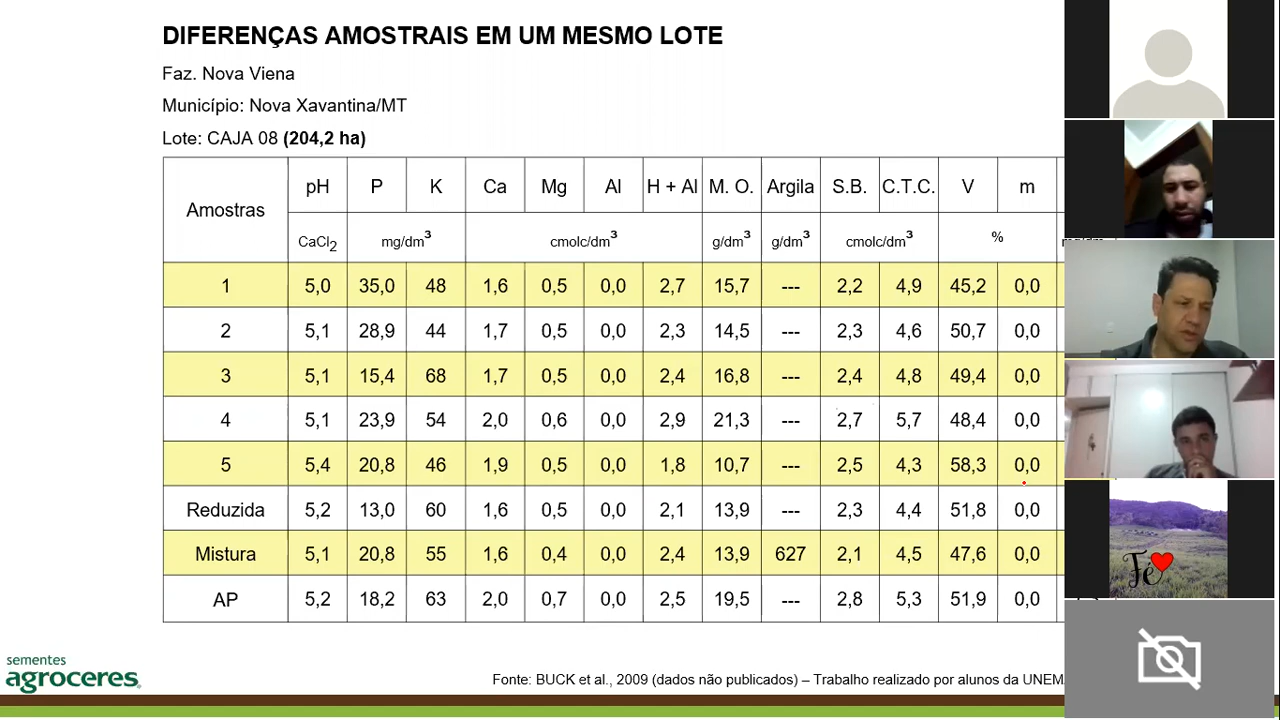 DIFERENÇAS AMOSTRAIS EM UM MESMO LOTE
Faz. Nova Viena
Município: Nova Xavantina/MT
Lote: CAJA 08 (204,2 ha)
Amostras pH P K Ca Mg Al H + Al M. O. Argila S.B. C.T.C. V m
CaCl2 mg/dm³ cmolc/dm³ g/dm³ g/dm³ cmolc/dm³ %
1 5,0 35,0 48 1,6 0,5 0,0 2,7 15,7 --- 2,2 4,9 45,2 0,0
2 5,1 28,9 44 1,7 0,5 0,0 2,3 14,5 --- 2,3 4,6 50,7 0,0
3 5,1 15,4 68 1,7 0,5 0,0 2,4 16,8 --- 2,4 4,8 49,4 0,0
4 5,1 23,9 54 2,0 0,6 0,0 2,9 21,3 --- 2,7 5,7 48,4 0,0
5 5,4 20,8 46 1,9 0,5 0,0 1,8 10,7 --- 2,5 4,3 58,3 0,0
Reduzida 5,2 13,0 60 1,6 0,5 0,0 2,1 13,9 --- 2,3 4,4 51,8 0,0
Mistura 5,1 20,8 55 1,6 0,4 0,0 2,4 13,9 627 2,1 4,5 47,6 0,0
AP 5,2 18,2 63 2,0 0,7 0,0 2,5 19,5 --- 2,8 5,3 51,9 0,0
Fé
sementes
agroceres
Fonte: BUCK et al., 2009 (dados não publicados) – Trabalho realizado por alunos da UNEM